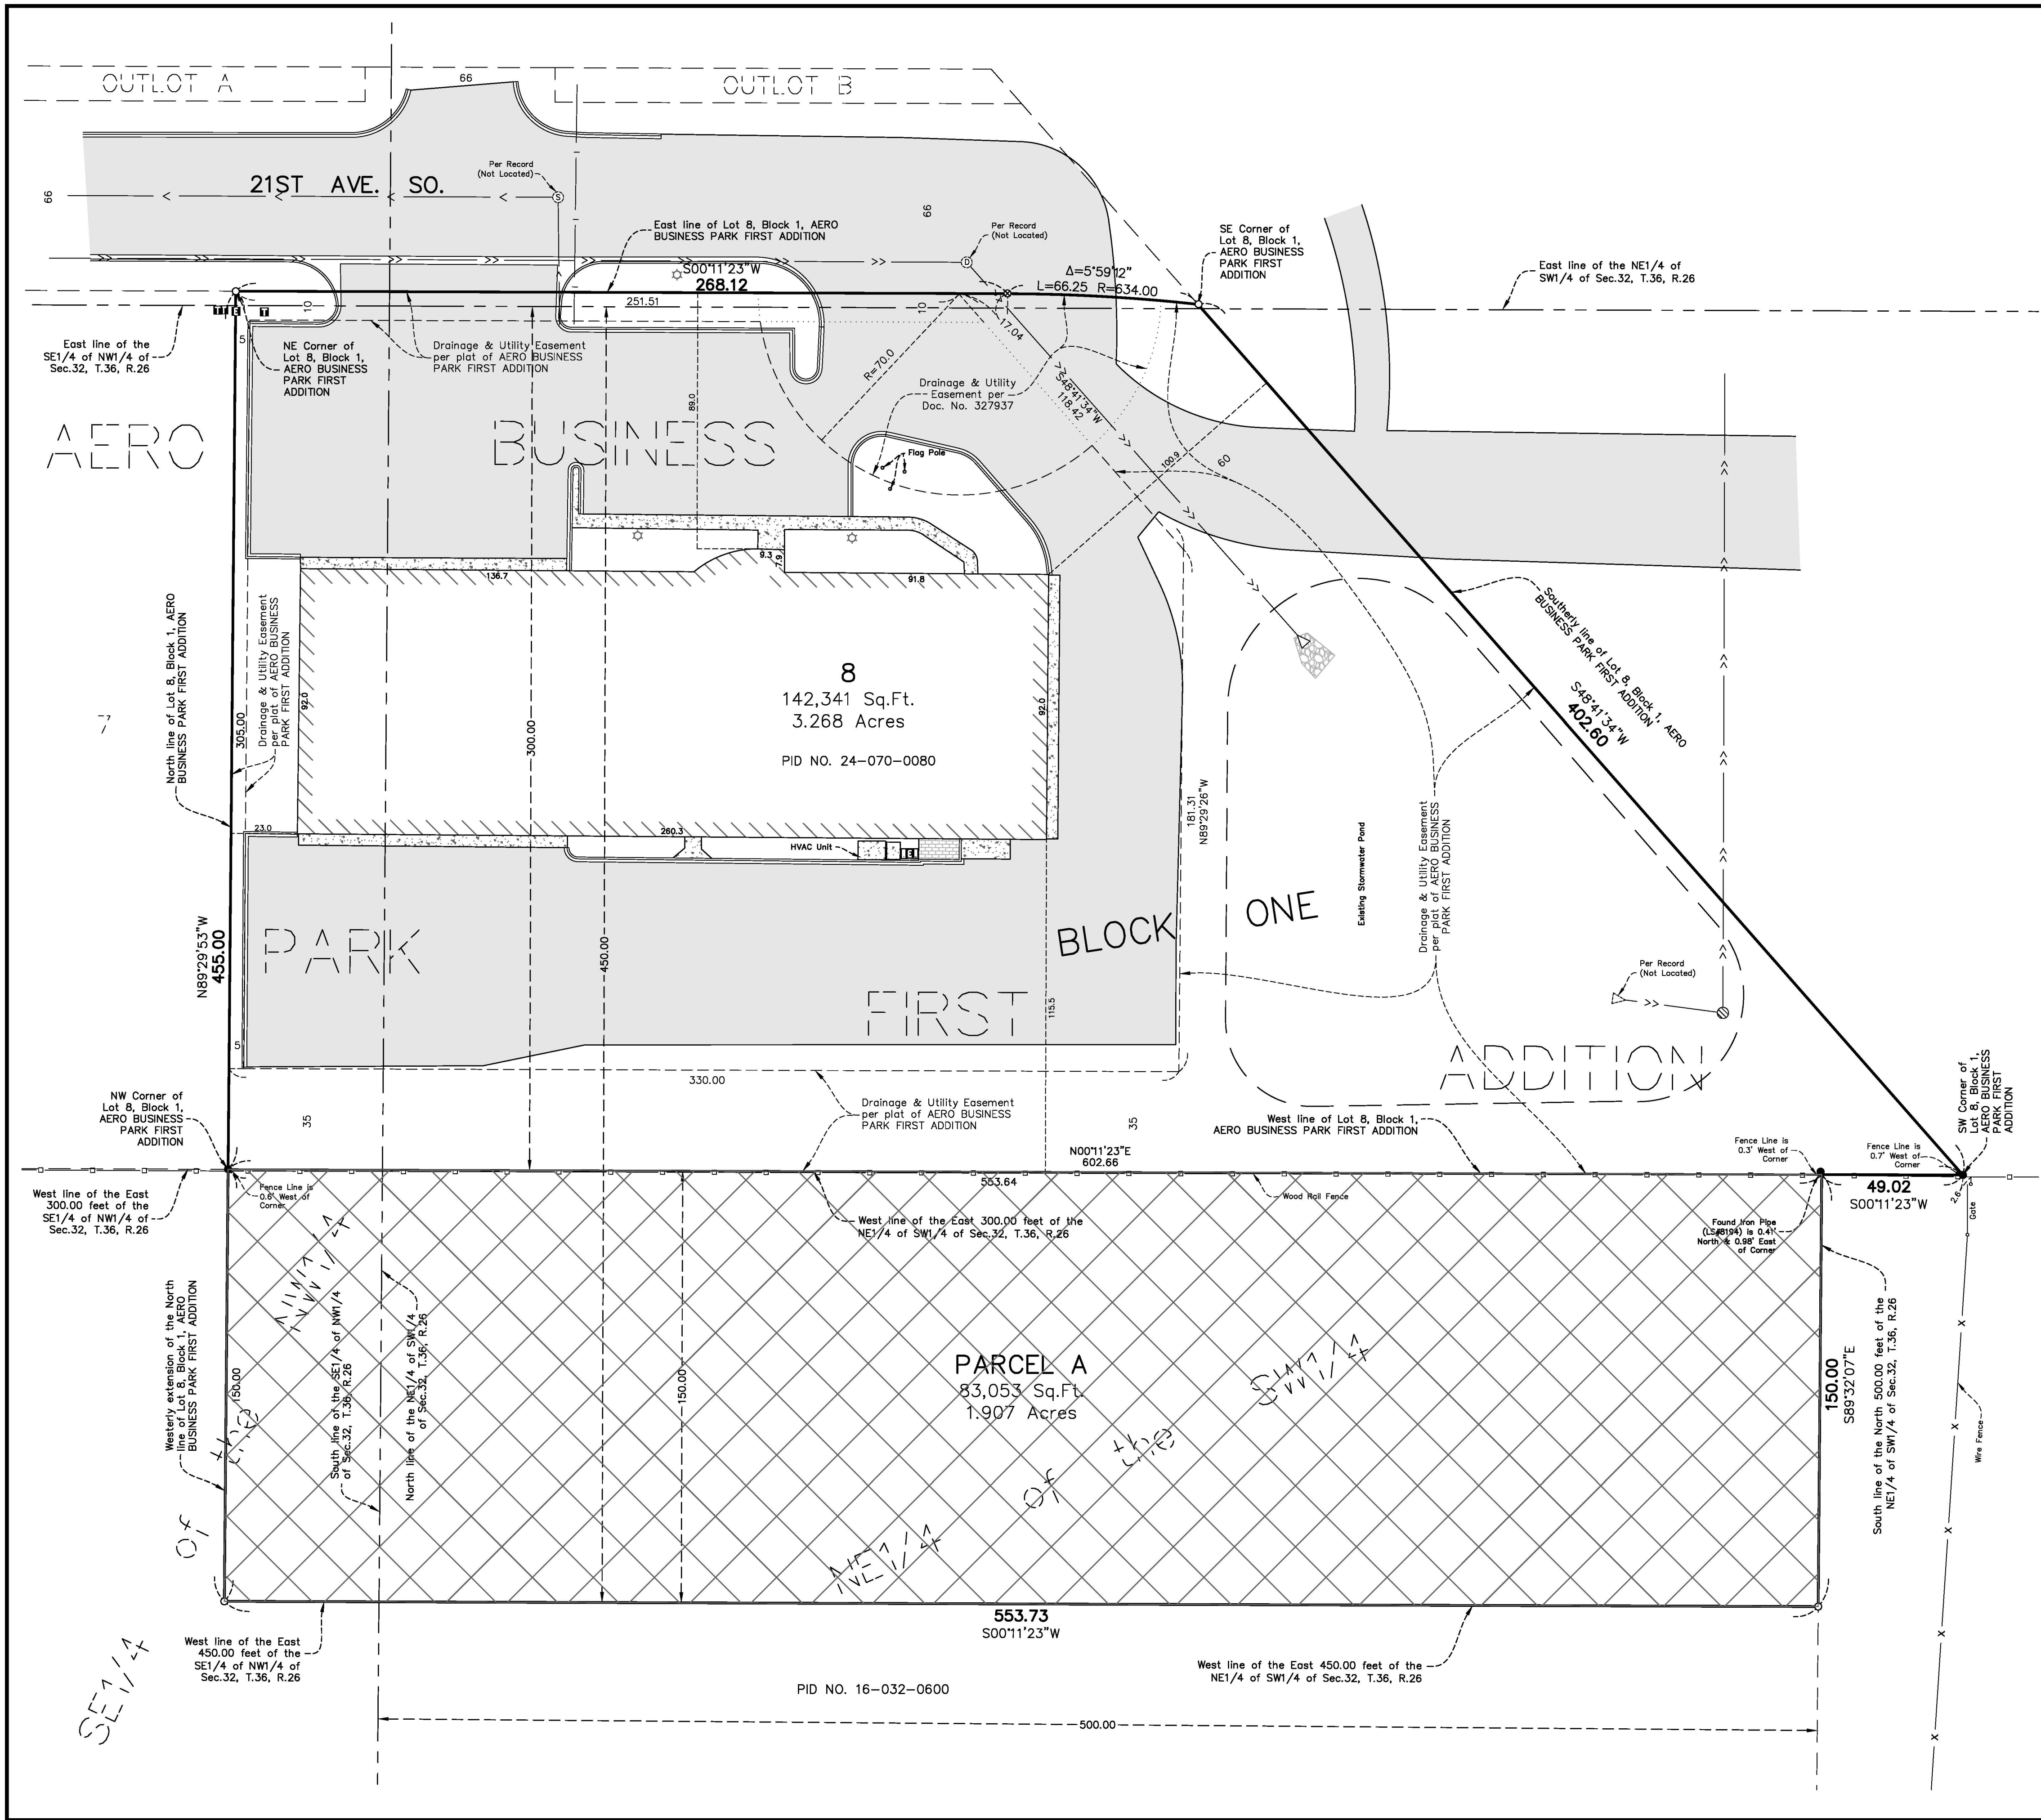 OUTLOT A
66
OUTLOT B
Per Record
(Not Located)
21ST AVE. SO.
66
S
66
East line of Lot 8, Block 1, AERO
BUSINESS PARK FIRST ADDITION
Per Record
(Not Located)
D
SE Corner of
Lot 8, Block 1,
AERO BUSINESS
PARK FIRST
ADDITION
East line of the NE1/4 of
SW1/4 of Sec.32, T.36, R.26
S00°11'23"W
268.12
251.51
Δ=5°59'12"
L=66.25 R=634.00
T
E
T
10
10
17.04
East line of the
SE1/4 of NW1/4 of
Sec.32, T.36, R.26
5
NE Corner of
Lot 8, Block 1,
AERO BUSINESS
PARK FIRST
ADDITION
Drainage & Utility Easement
per plat of AERO BUSINESS
PARK FIRST ADDITION
R=70.0
Drainage & Utility
Easement per
Doc. No. 327937
S48°41'34"W
118.42
89.0
AERO
BUSINESS
Flag Pole
100.9
60
9.3
7.9
136.7
91.8
North line of Lot 8, Block 1, AERO
BUSINESS PARK FIRST ADDITION
Drainage & Utility Easement
per plat of AERO BUSINESS
PARK FIRST ADDITION
305.00
92.0
300.00
8
142,341 Sq.Ft.
3.268 Acres
PID NO. 24-070-0080
92.0
Southerly line of Lot 8, Block 1, AERO
BUSINESS PARK FIRST ADDITION
S48°41'34"W
402.60
7
181.31
N89°29'26"W
23.0
260.3
HVAC Unit
E
Existing Stormwater Pond
Drainage & Utility Easement
per plat of AERO BUSINESS
PARK FIRST ADDITION
N89°29'53"W
455.00
PARK
450.00
BLOCK
ONE
FIRST
115.5
Per Record
(Not Located)
5
ADDITION
330.00
NW Corner of
Lot 8, Block 1,
AERO BUSINESS
PARK FIRST
ADDITION
35
Drainage & Utility Easement
per plat of AERO BUSINESS
PARK FIRST ADDITION
35
West line of Lot 8, Block 1,
AERO BUSINESS PARK FIRST ADDITION
SW Corner of
Lot 8, Block 1,
AERO BUSINESS
PARK FIRST
ADDITION
Fence Line is
0.3' West of
Corner
Fence Line is
0.7' West of
Corner
N00°11'23"E
602.66
553.64
49.02
S00°11'23"W
2.6
Gate
West line of the East
300.00 feet of the
SE1/4 of NW1/4 of
Sec.32, T.36, R.26
Fence Line is
0.6' West of
Corner
Wood Rail Fence
West line of the East 300.00 feet of the
NE1/4 of SW1/4 of Sec.32, T.36, R.26
Found Iron Pipe
(LS#8194) is 0.41'
North & 0.98' East
of Corner
Westerly extension of the North
line of Lot 8, Block 1, AERO
BUSINESS PARK FIRST ADDITION
150.00
NW1/4
South line of the SE1/4 of NW1/4
of Sec.32, T.36, R.26
North line of the NE1/4 of SW1/4
of Sec.32, T.36, R.26
150.00
PARCEL A
83,053 Sq.Ft.
1.907 Acres
SW1/4
150.00
S89°32'07"E
South line of the North 500.00 feet of the
NE1/4 of SW1/4 of Sec.32, T.36, R.26
Wire Fence
the
of
the
of
NE1/4
SE1/4
553.73
S00°11'23"W
West line of the East
450.00 feet of the
SE1/4 of NW1/4 of
Sec.32, T.36, R.26
West line of the East 450.00 feet of the
NE1/4 of SW1/4 of Sec.32, T.36, R.26
PID NO. 16-032-0600
500.00